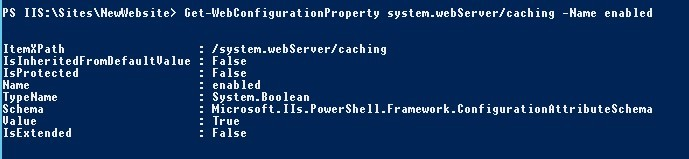 PS IIS:\Sites\NewWebsite> Get-WebConfigurationProperty system.webServer/caching -Name enabled
ItemXPath : /system.webServer/caching
IsInheritedFromDefaultValue : False
IsProtected : False
Name : enabled
TypeName : System.Boolean
Schema : Microsoft.IIs.PowerShell.Framework.ConfigurationAttributeSchema
Value : True
IsExtended : False